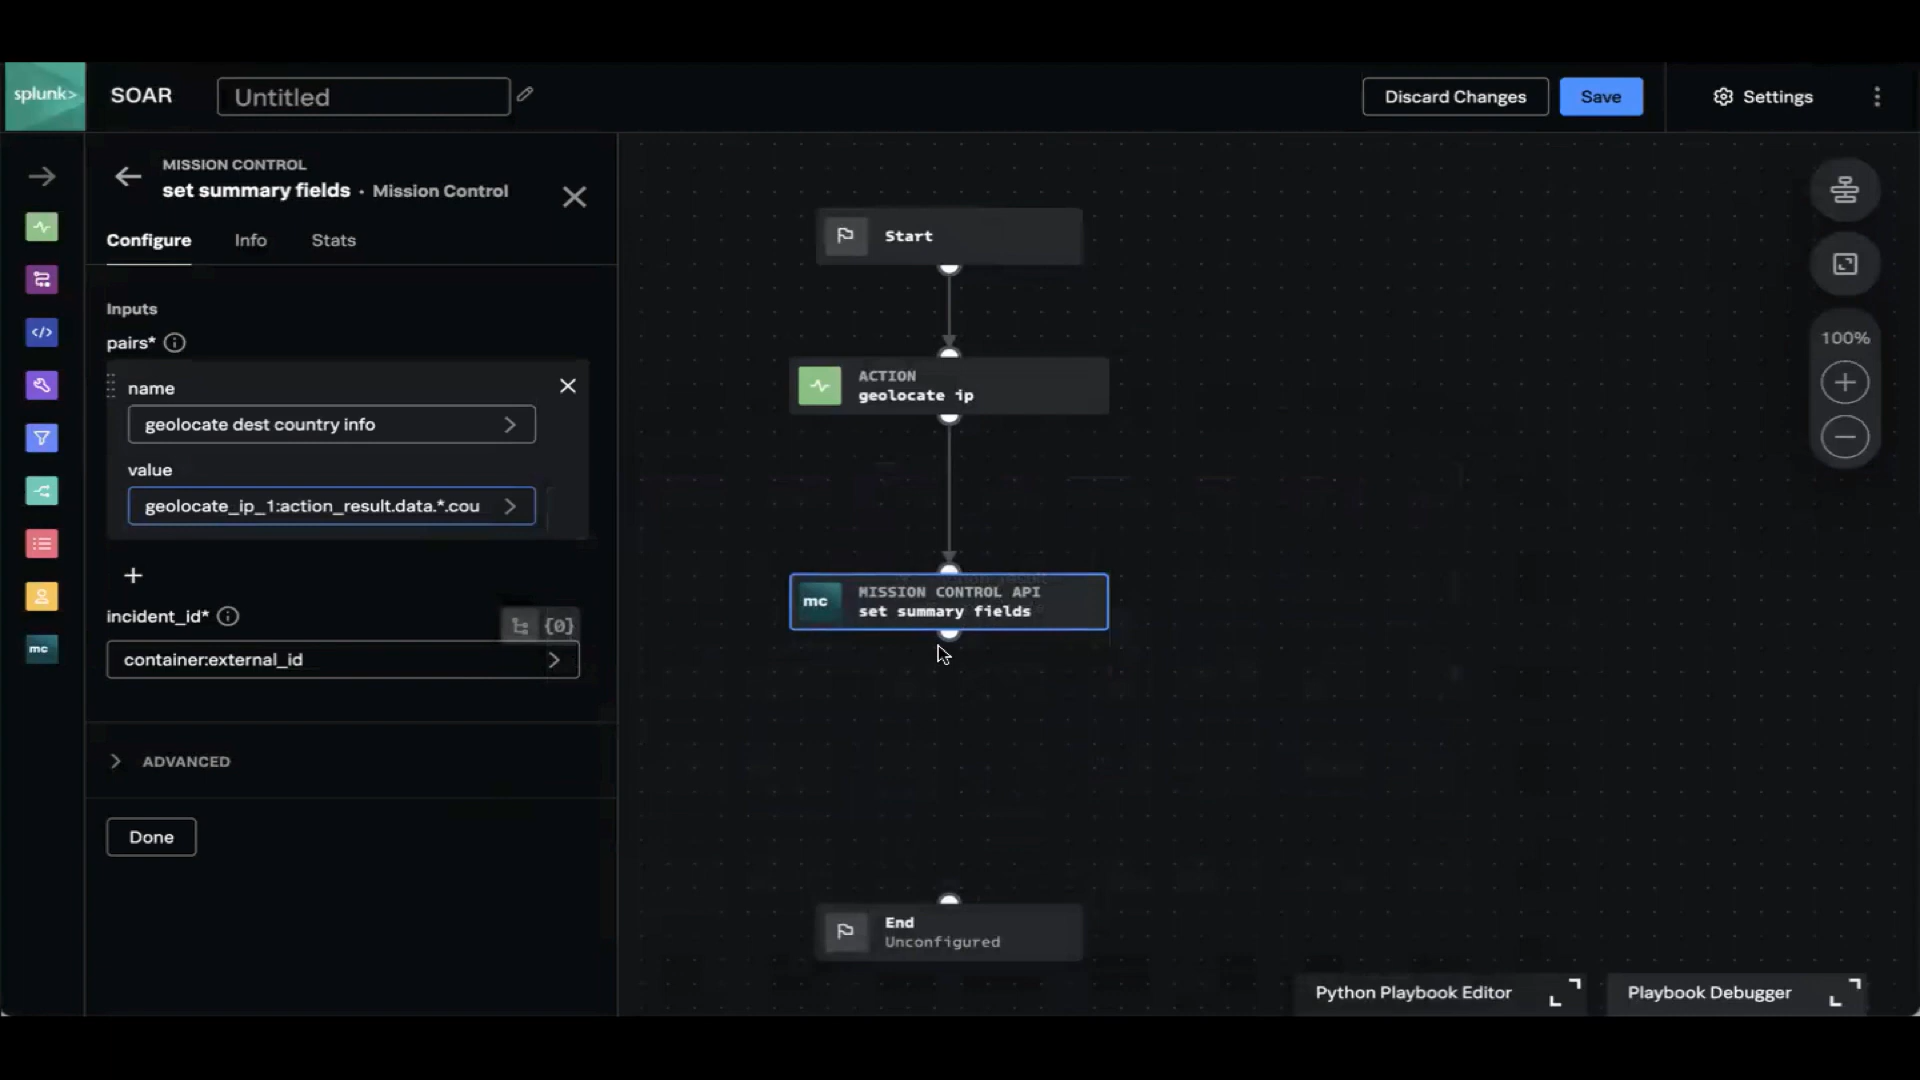 splunk>
SOAR
Untitled
Discard Changes
Save
Settings
MISSION CONTROL
set summary fields · Mission Control
Configure
Info
Stats
Inputs
pairs*
name
geolocate dest country info
value
geolocate_ip_1:action_result.data.*.cou
incident_id*
{0}
container:external_id
ADVANCED
Done
mc
Start
ACTION
geolocate ip
mc
MISSION CONTROL API
set summary fields
End
Unconfigured
100%
Python Playbook Editor
Playbook Debugger